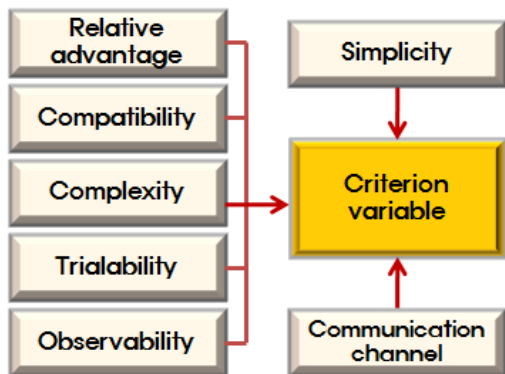 Relative
advantage
Compatibility
Complexity
Trialability
Observability
Simplicity
Criterion
variable
Communication
channel